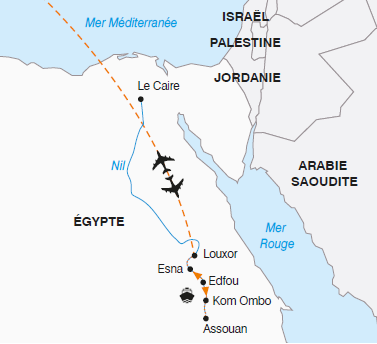 Mer Méditerranée
ISRAËL
PALESTINE
JORDANIE
Le Caire
Nil
ARABIE
SAOUDITE
ÉGYPTE
Mer
Rouge
Louxor
Esna
Edfou
Kom Ombo
Assouan